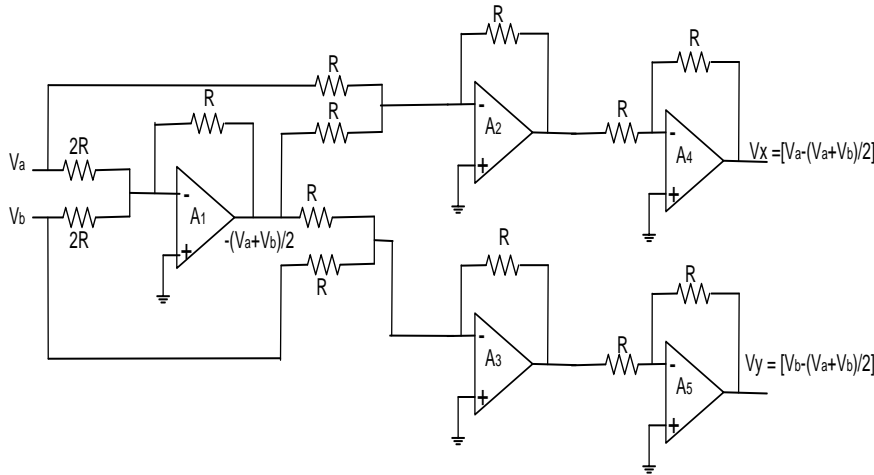 R
R
R
R
R
R
R
Va
2R
A2
A4
Vx =[Va-(Va+Vb)/2]
Vb
2R
A1
-(Va+Vb)/2
R
R
R
R
R
A3
A5
Vy = [Vb-(Va+Vb)/2]
-
+
-
+
-
+
-
+
-
+